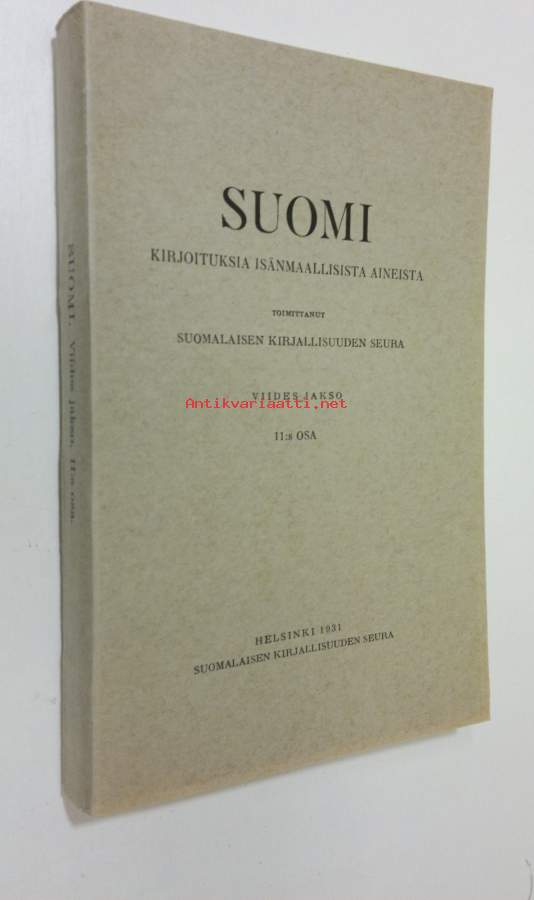 SUOMI
KIRJOITUKSIA ISÄNMAALLISISTA AINEISTA
TOIMITTANUT
SUOMALAISEN KIRJALLISUUDEN SEURA
VIIDES JAKSO
Antikvariaatti.net
11:s OSA
HELSINKI 1931
SUOMALAISEN KIRJALLISUUDEN SEURA
SUOMI. Viides jakso. 11:s osa.